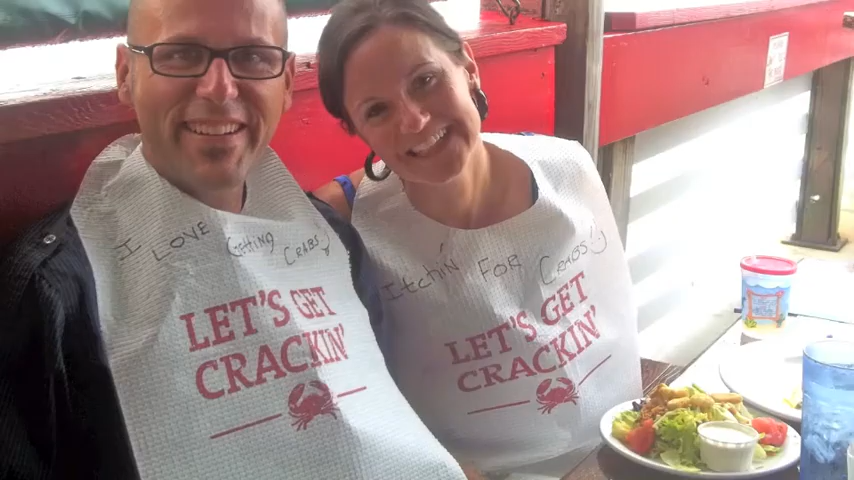 I LOVE Getting CRABS
LET'S GET
CRACKIN'
Itchin' FOR CRABS!
LET'S GET
CRACKIN'